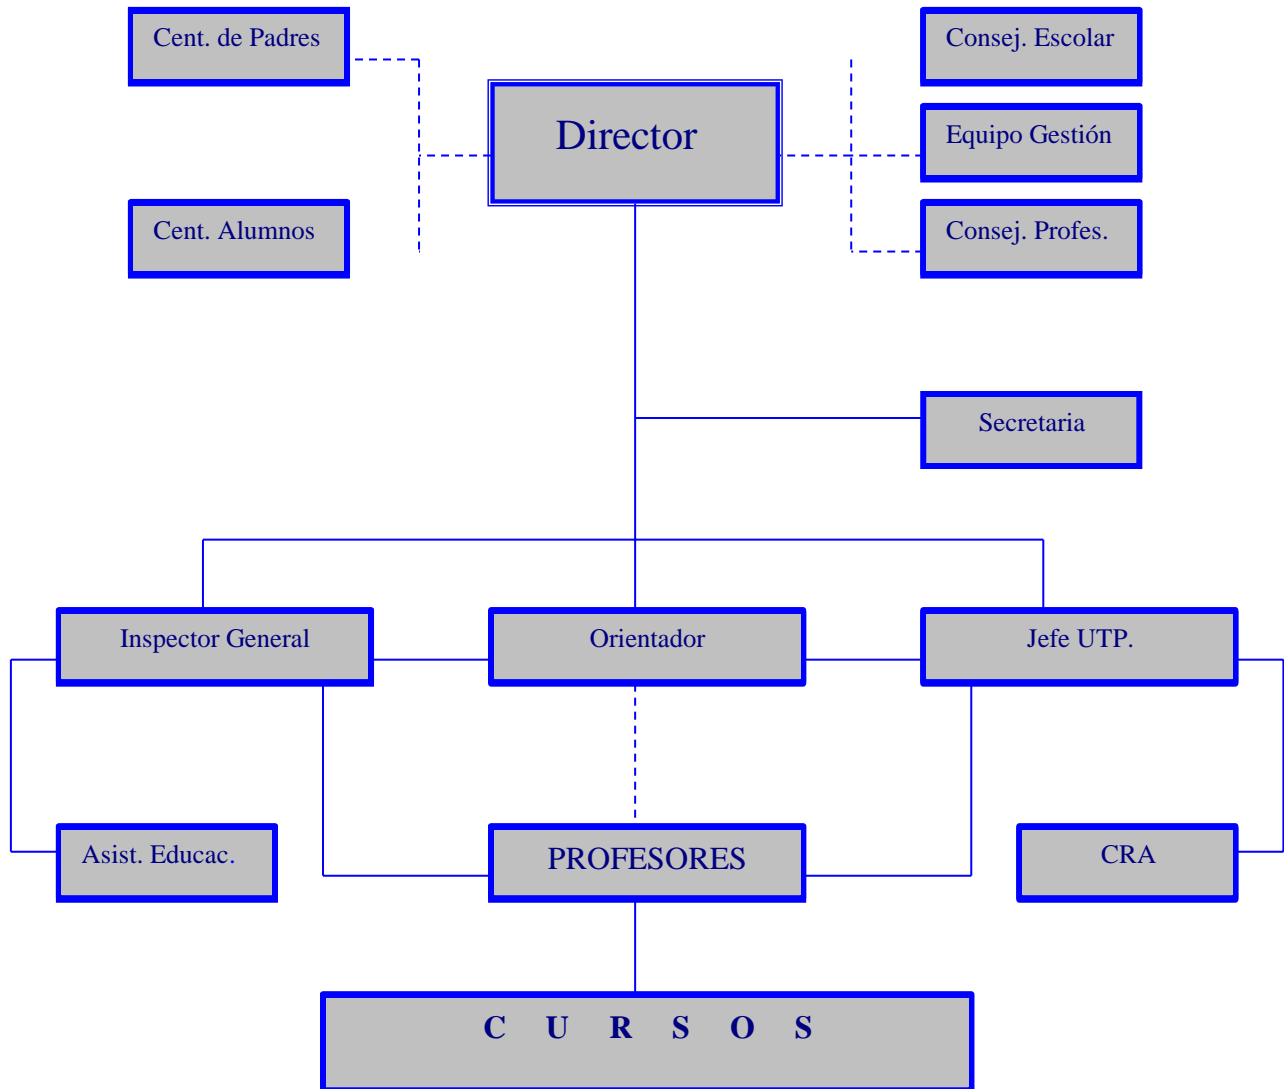 Cent. de Padres
Consej. Escolar
Director
Equipo Gestión
Cent. Alumnos
Consej. Profes.
Secretaria
Inspector General
Orientador
Jefe UTP.
Asist. Educac.
PROFESORES
CRA
C U R S O S